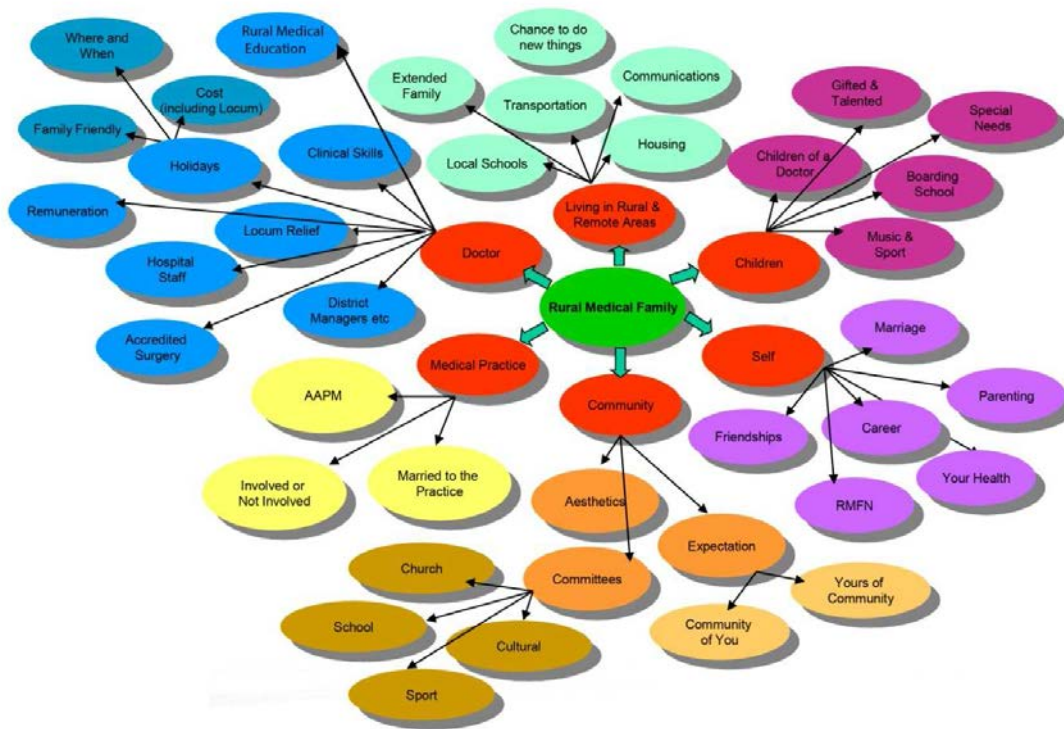 Where and
When
Rural Medical
Education
Cost
(including Locum)
Family Friendly
Holidays
Clinical Skills
Remuneration
Locum Relief
Hospital
Staff
District
Managers etc
Accredited
Surgery
Doctor
Chance to do
new things
Extended
Family
Communications
Transportation
Local Schools
Housing
Living in Rural &
Remote Areas
Gifted &
Talented
Special
Needs
Children of a
Doctor
Boarding
School
Music &
Sport
Children
Rural Medical Family
Self
Marriage
Parenting
Friendships
Career
Your Health
RMFN
Medical Practice
AAPM
Involved or
Not Involved
Married to the
Practice
Community
Aesthetics
Expectation
Committees
Church
School
Cultural
Sport
Yours of
Community
Community
of You